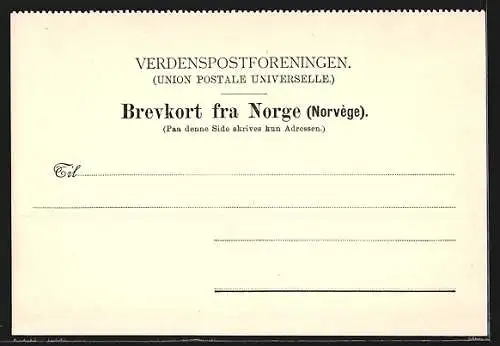 VERDENSPOSTFORENINGEN.
(UNION POSTALE UNIVERSELLE.)
Brevkort fra Norge (Norvège).
(Paa denne Side skrives kun Adressen.)
Til